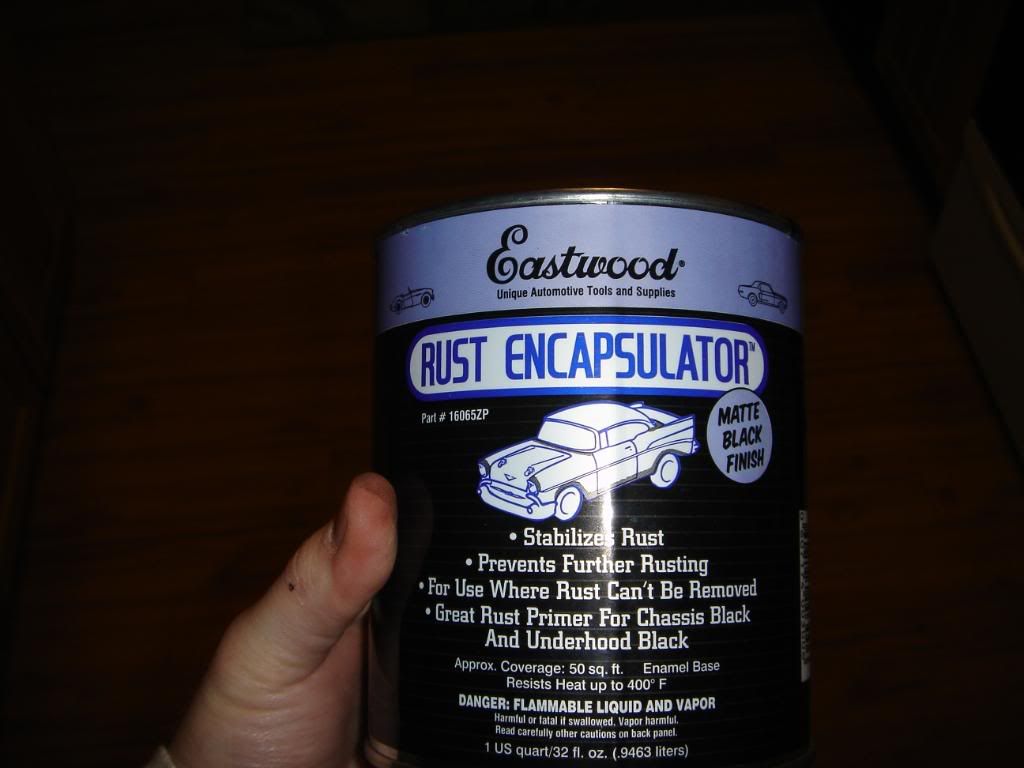 Eastwood®
Unique Automotive Tools and Supplies
RUST ENCAPSULATOR™
Part # 16065ZP
MATTE
BLACK
FINISH
• Stabilizes Rust
• Prevents Further Rusting
• For Use Where Rust Can't Be Removed
• Great Rust Primer For Chassis Black
And Underhood Black
Approx. Coverage: 50 sq. ft. Enamel Base
Resists Heat up to 400° F
DANGER: FLAMMABLE LIQUID AND VAPOR
Harmful or fatal if swallowed. Vapor harmful.
Read carefully other cautions on back panel.
1 US quart/32 fl. oz. (.9463 liters)